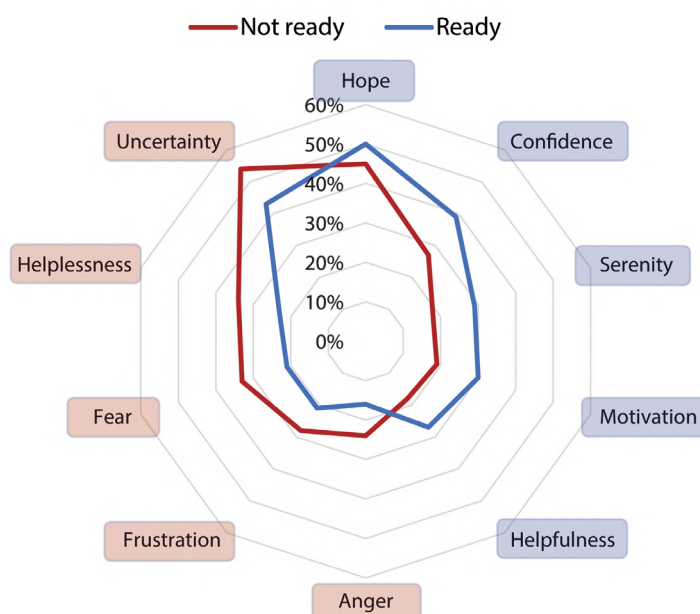 Not ready
Ready
Hope
60%
Uncertainty
Confidence
50%
40%
30%
Helplessness
Serenity
20%
10%
0%
Fear
Motivation
Frustration
Helpfulness
Anger